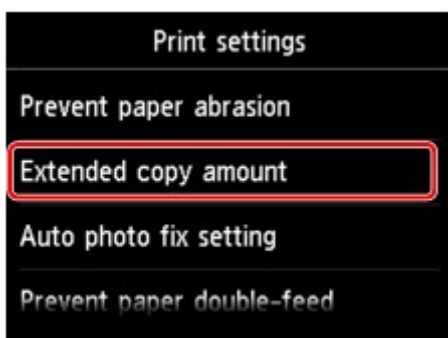 Print settings
Prevent paper abrasion
Extended copy amount
Auto photo fix setting
Prevent paper double-feed